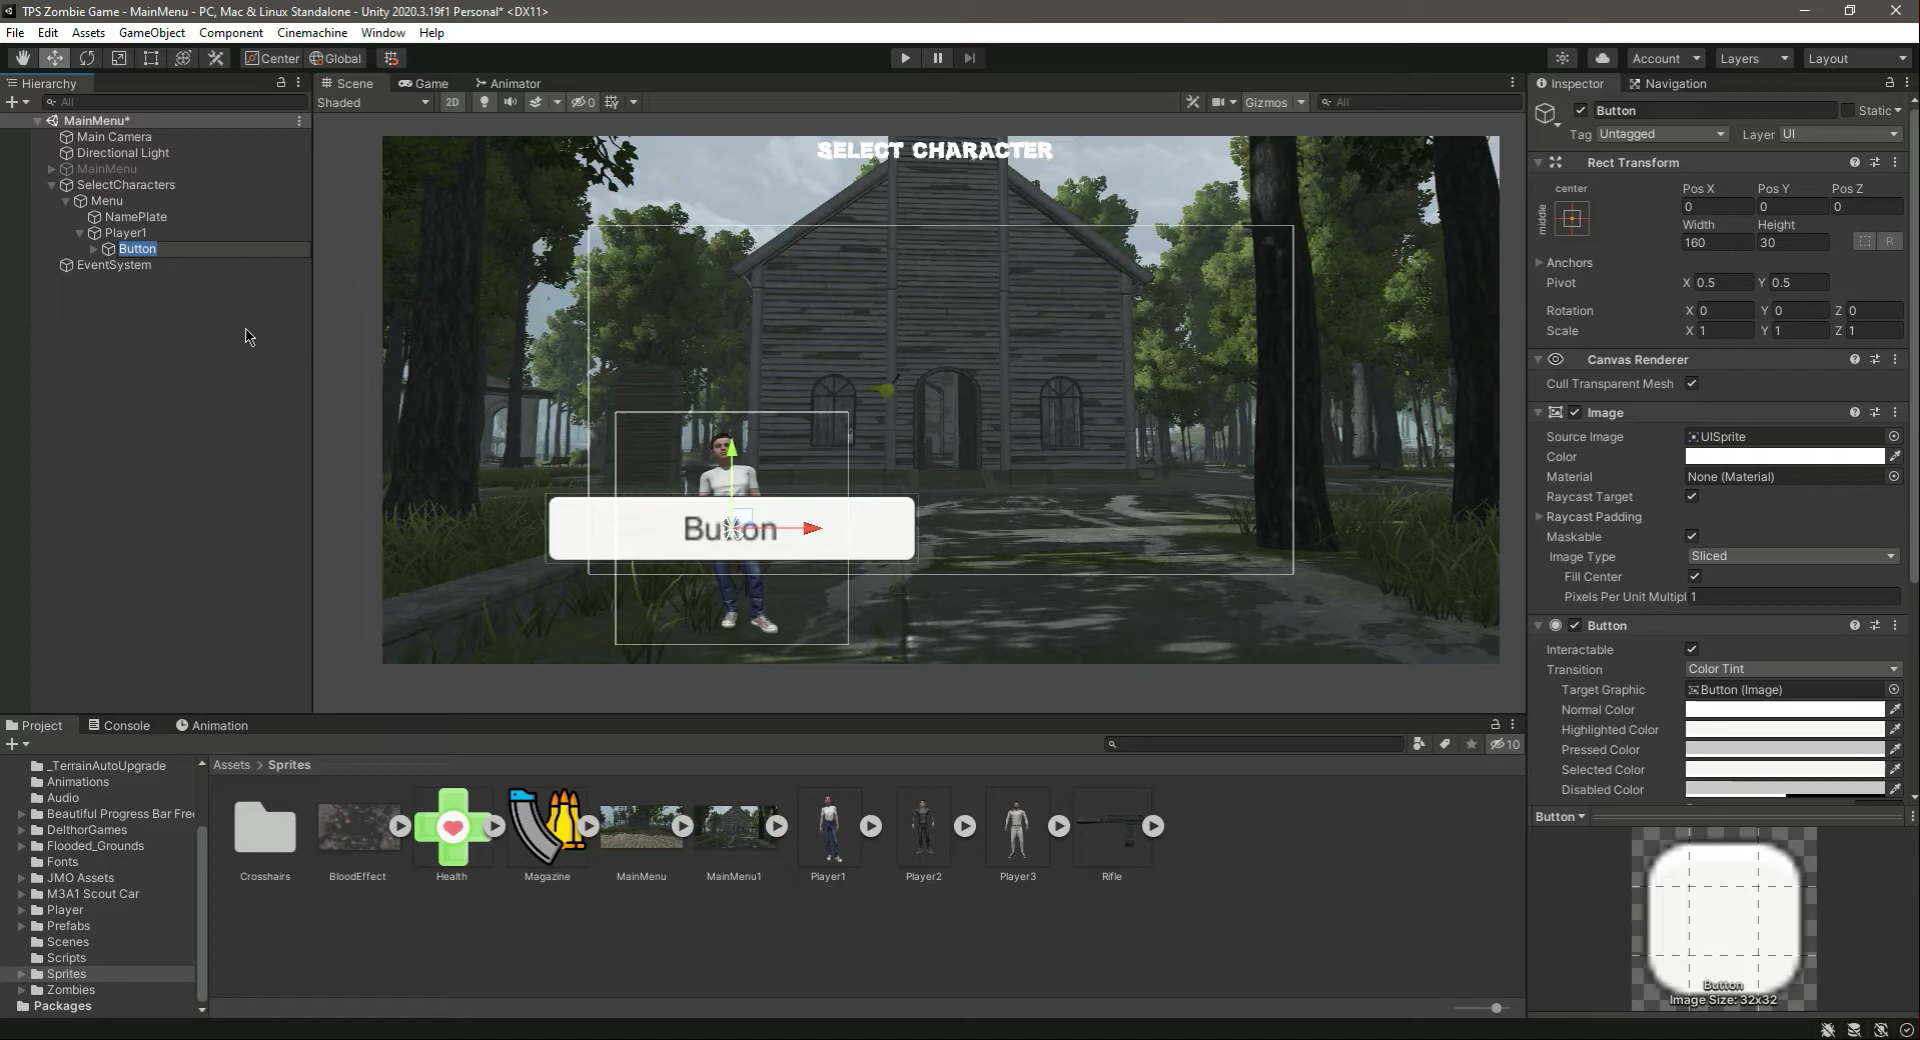 TPS Zombie Game - MainMenu - PC, Mac & Linux Standalone - Unity 2020.3.19f1 Personal* <DX11>
File Edit Assets GameObject Component Cinemachine Window Help
Center Global Account Layers Layout
Hierarchy
All
MainMenu*
Main Camera
Directional Light
MainMenu
SelectCharacters
Menu
NamePlate
Player1
Button
EventSystem
Scene Game Animator
Shaded 2D 0 Gizmos All
SELECT CHARACTER
Button
Inspector Navigation
Button Static
Tag Untagged Layer UI
Rect Transform
center
middle
Pos X Pos Y Pos Z
0 0 0
Width Height
160 30 R
Anchors
Pivot X 0.5 Y 0.5
Rotation X 0 Y 0 Z 0
Scale X 1 Y 1 Z 1
Canvas Renderer
Cull Transparent Mesh
Image
Source Image UISprite
Color
Material None (Material)
Raycast Target
Raycast Padding
Maskable
Image Type Sliced
Fill Center
Pixels Per Unit Multipl 1
Button
Interactable
Transition Color Tint
Target Graphic Button (Image)
Normal Color
Highlighted Color
Pressed Color
Selected Color
Disabled Color
Button
Button
Image Size: 32x32
Project Console Animation
10
_TerrainAutoUpgrade
Animations
Audio
Beautiful Progress Bar Free
DelthorGames
Flooded_Grounds
Fonts
JMO Assets
M3A1 Scout Car
Player
Prefabs
Scenes
Scripts
Sprites
Zombies
Packages
Assets > Sprites
Crosshairs BloodEffect Health Magazine MainMenu MainMenu1 Player1 Player2 Player3 Rifle